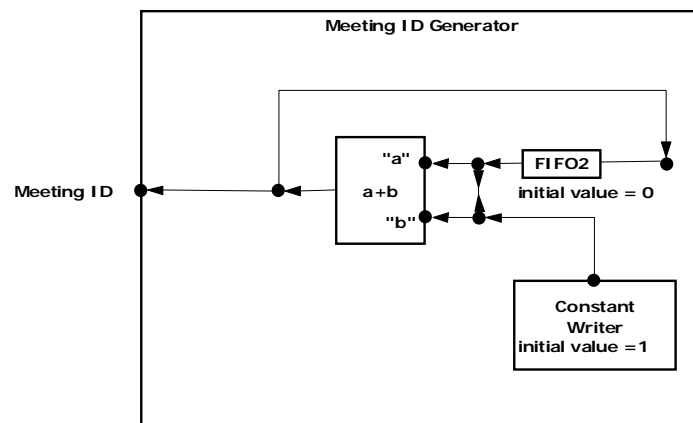 Meeting ID Generator
"a"
FIFO2
Meeting ID
a+b
initial value = 0
"b"
Constant
Writer
initial value =1